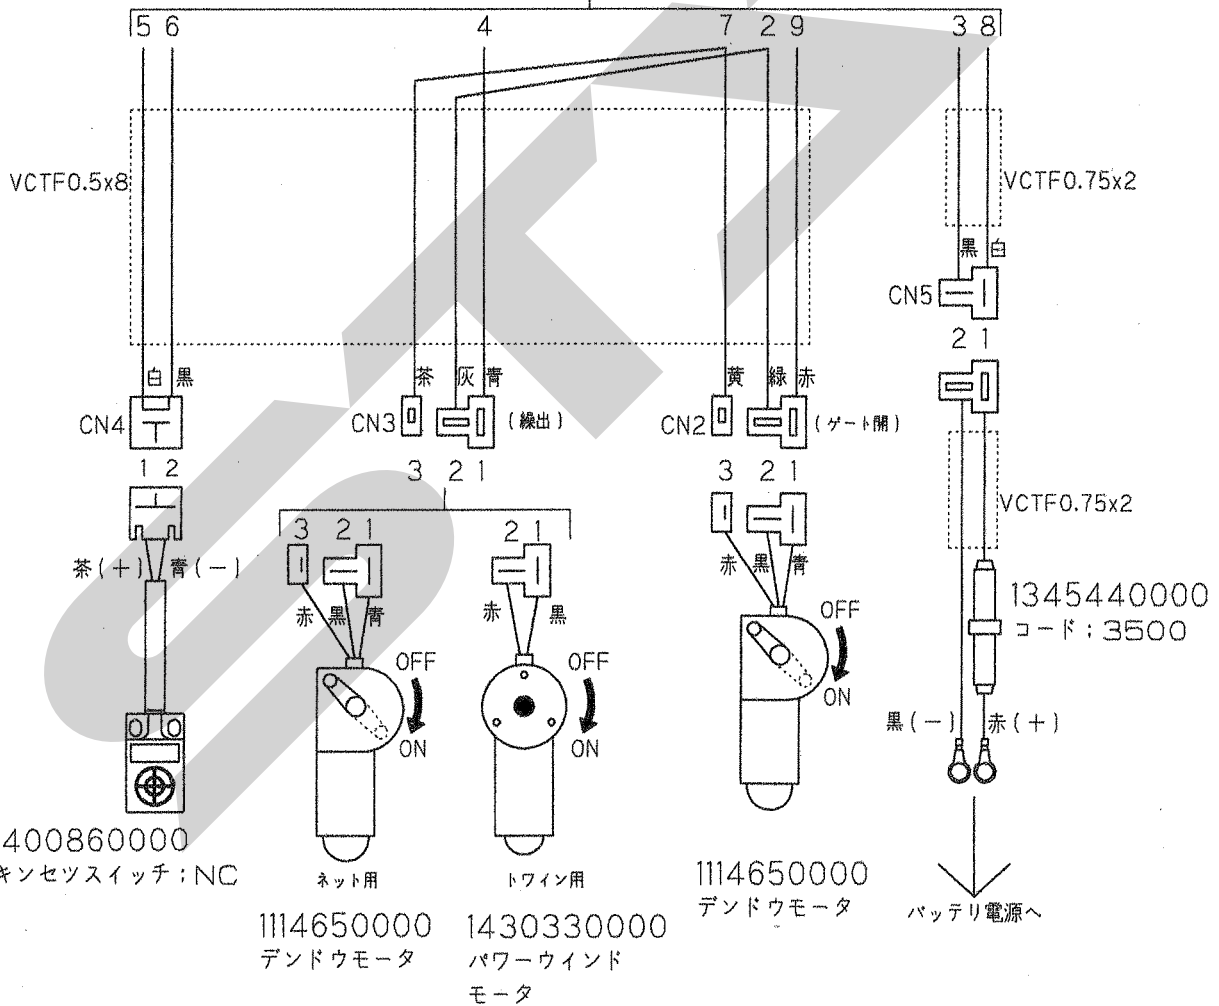 5 6 4 7 2 9 3 8
VCTF0.5x8
VCTF0.75x2
黒 白
CN5
2 1
白 黒
茶 灰 青
黄 緑 赤
CN4
CN3
(繰出)
CN2
(ゲート開)
1 2
3 2 1
3 2 1
VCTF0.75x2
3 2 1
2 1
茶(+) 青(-)
赤 黒 青
赤 黒
赤 黒 青
1345440000
コード;3500
OFF
ON
OFF
ON
OFF
ON
黒(-) 赤(+)
400860000
キンセツスイッチ;NC
ネット用
1114650000
デンドウモータ
トワイン用
1430330000
パワーウインド
モータ
1114650000
デンドウモータ
バッテリ電源へ